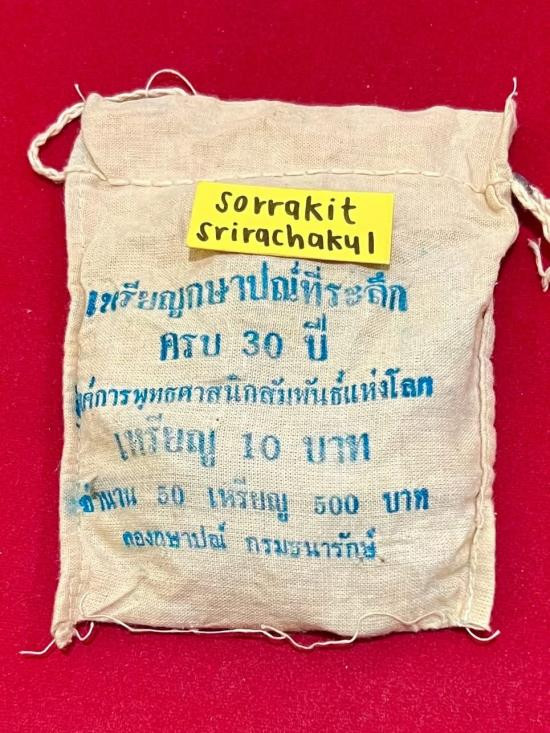 sorrakit
srirachakul
เหรียญกษาปณ์ที่ระลึก
ครบ 30 ปี
องค์การพุทธศาสนิกสัมพันธ์แห่งโลก
เหรียญ 10 บาท
จำนวน 50 เหรียญ 500 บาท
กองกษาปณ์ กรมธนารักษ์